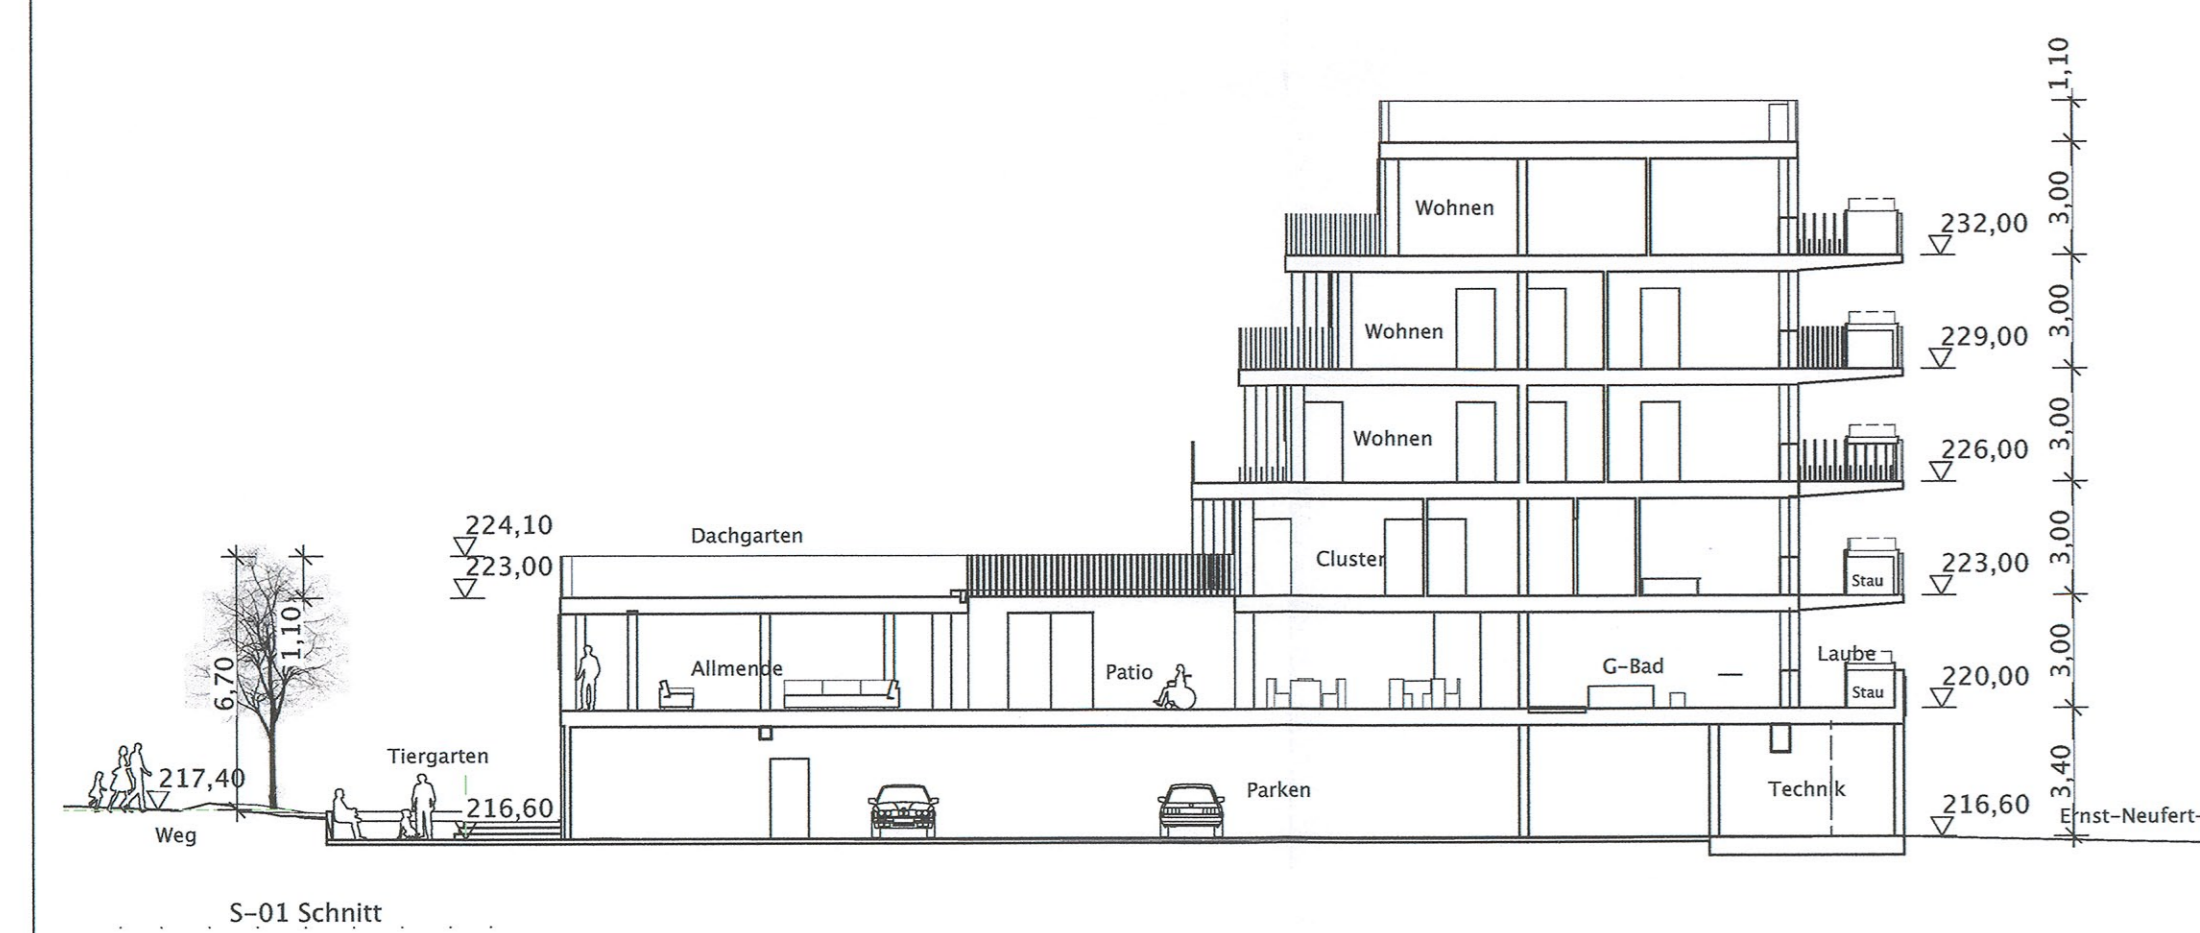 1,10
Wohnen
3,00
232,00
Wohnen
3,00
229,00
Wohnen
3,00
226,00
224,10
Dachgarten
223,00
Cluster
Stau
3,00
223,00
1,10
6,70
Allmende
Patio
G-Bad
Laube
Stau
3,00
220,00
Tiergarten
217,40
216,60
Parken
Technik
3,40
216,60
Ernst-Neufert-
Weg
S-01 Schnitt